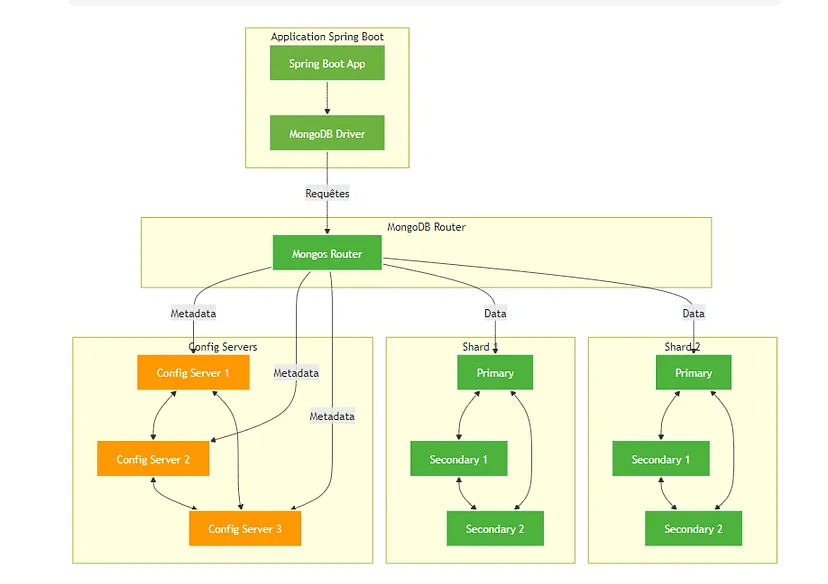 Application Spring Boot
Spring Boot App
MongoDB Driver
Requêtes
MongoDB Router
Mongos Router
Metadata
Data
Data
Config Servers
Shard 1
Shard 2
Config Server 1
Metadata
Primary
Primary
Metadata
Config Server 2
Secondary 1
Secondary 1
Config Server 3
Secondary 2
Secondary 2